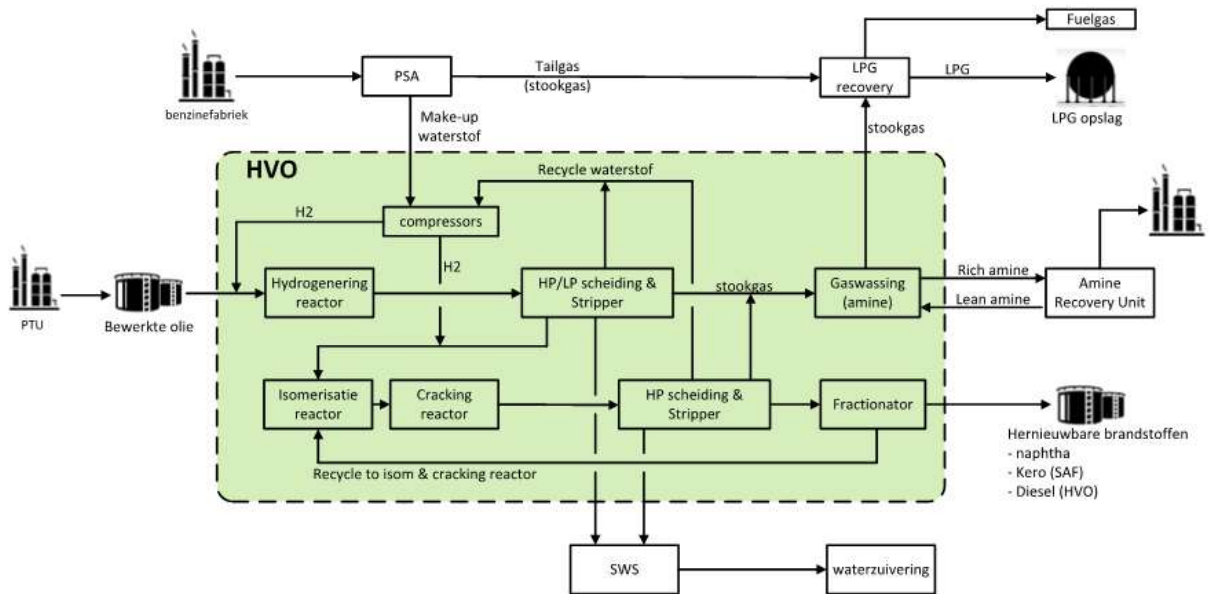 Fuelgas
PSA
Tailgas
(stookgas)
LPG
recovery
LPG
benzinefabriek
LPG opslag
Make-up
waterstof
stookgas
HVO
Recycle waterstof
H2
compressors
H2
Hydrogenering
reactor
HP/LP scheiding &
Stripper
stookgas
Gaswassing
(amine)
Rich amine
Lean amine
Amine
Recovery Unit
PTU
Bewerkte olie
Isomerisatie
reactor
Cracking
reactor
HP scheiding &
Stripper
Fractionator
Hernieuwbare brandstoffen
- naphtha
- Kero (SAF)
- Diesel (HVO)
Recycle to isom & cracking reactor
SWS
waterzuivering